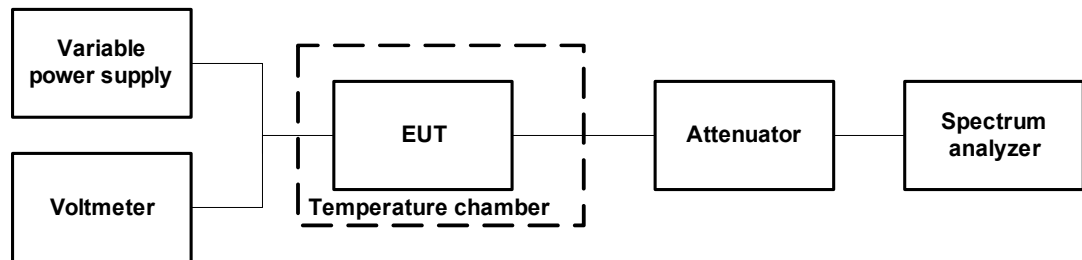 Variable
power supply
EUT
Attenuator
Spectrum
analyzer
Voltmeter
Temperature chamber